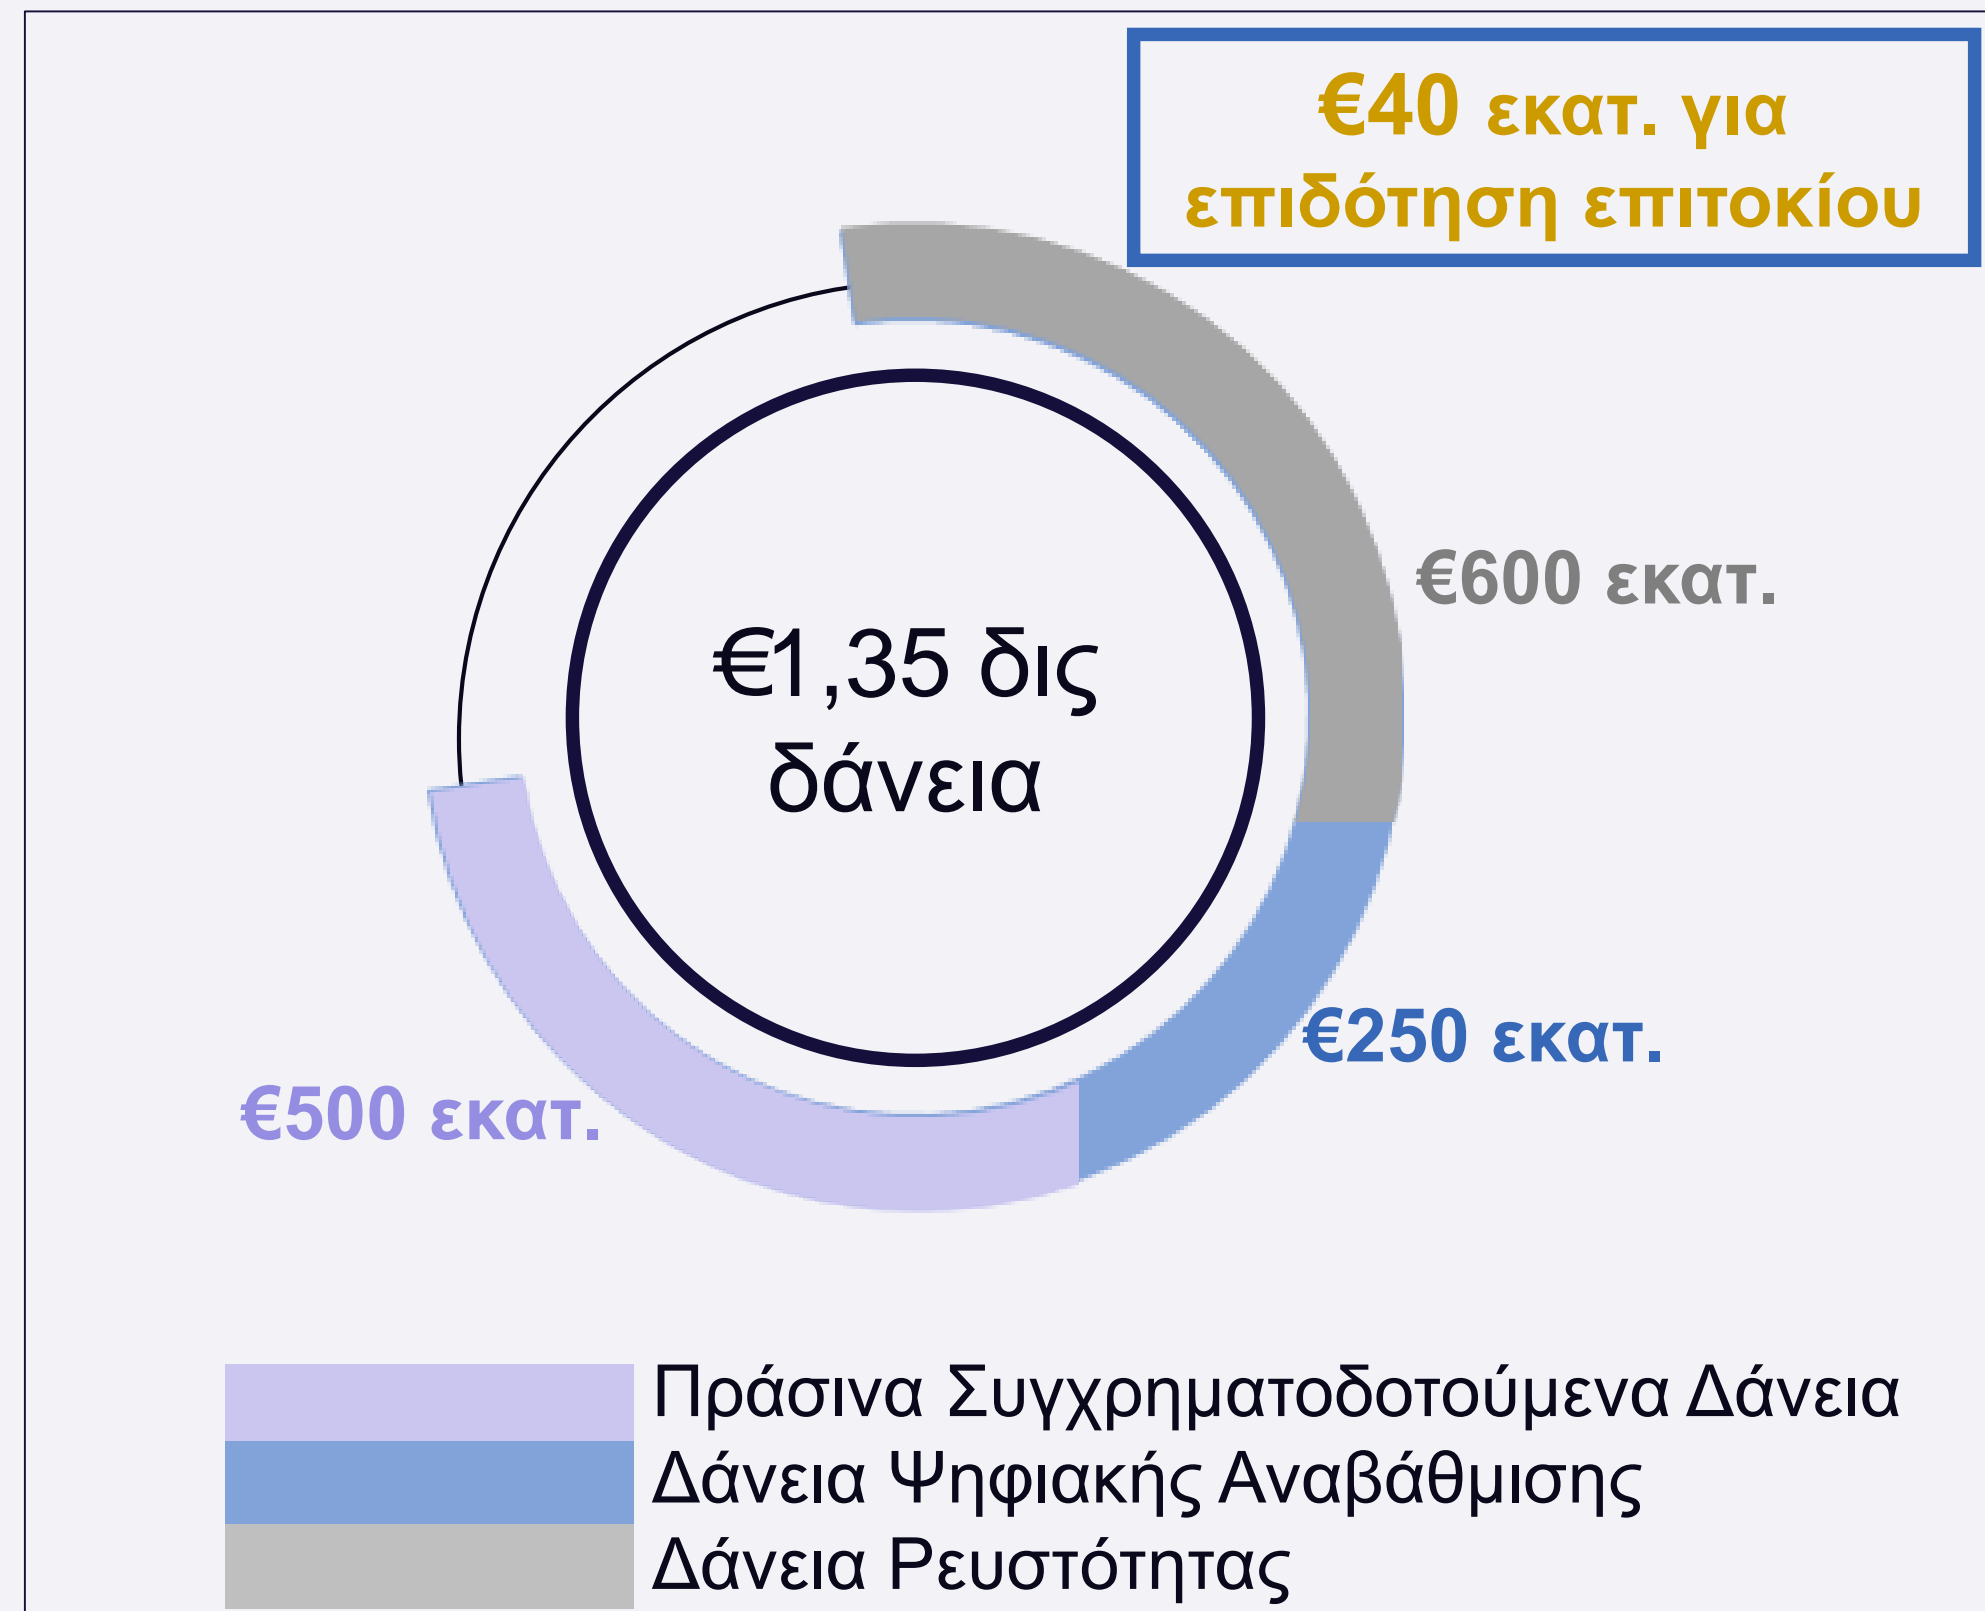 €40 εκατ. για
επιδότηση επιτοκίου
€600 εκατ.
€1,35 δις
δάνεια
€250 εκατ.
€500 εκατ.
Πράσινα Συγχρηματοδοτούμενα Δάνεια
Δάνεια Ψηφιακής Αναβάθμισης
Δάνεια Ρευστότητας